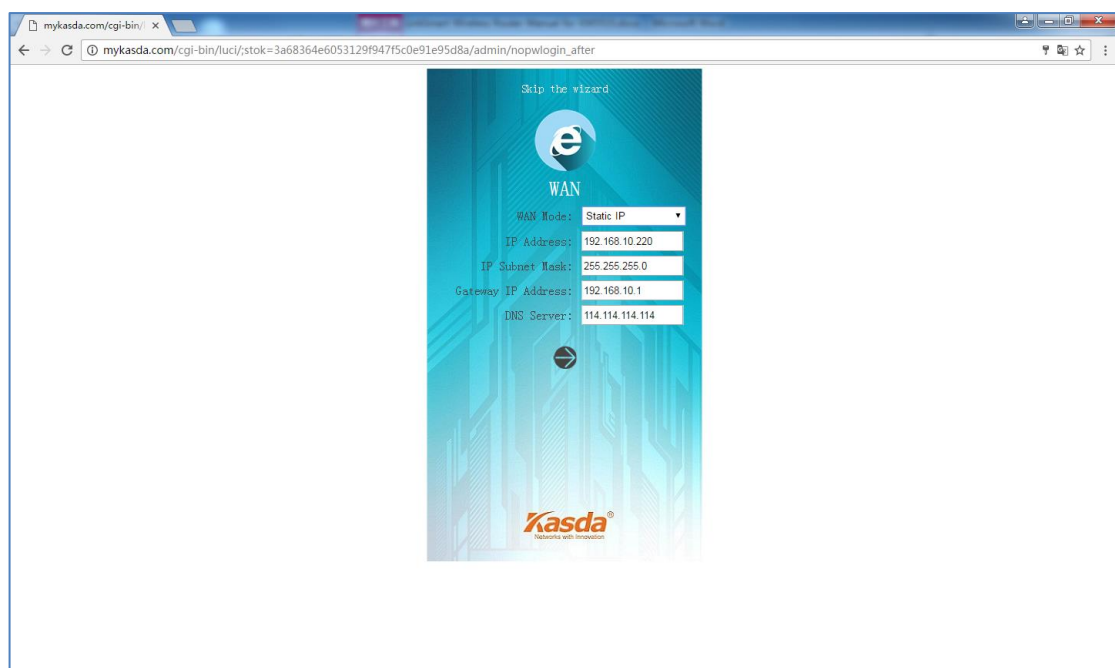 mykasda.com/cgi-bin/l
mykasda.com/cgi-bin/luci/;stok=3a68364e6053129f947f5c0e91e95d8a/admin/nopwlogin_after
Skip the wizard
WAN
WAN Mode: Static IP
IP Address: 192.168.10.220
IP Subnet Mask: 255.255.255.0
Gateway IP Address: 192.168.10.1
DNS Server: 114.114.114.114
Kasda®
Networks with Innovation